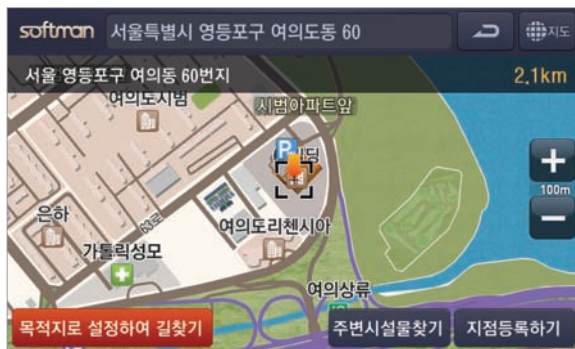 softman 서울특별시 영등포구 여의도동 60 지도
서울 영등포구 여의동 60번지 2.1km
여의도시범
시범아파트앞
P
딩
100m
은하
63로
여의도리첸시아
가톨릭성모
여의상류
목적지로 설정하여 길찾기 주변시설물찾기 지점등록하기